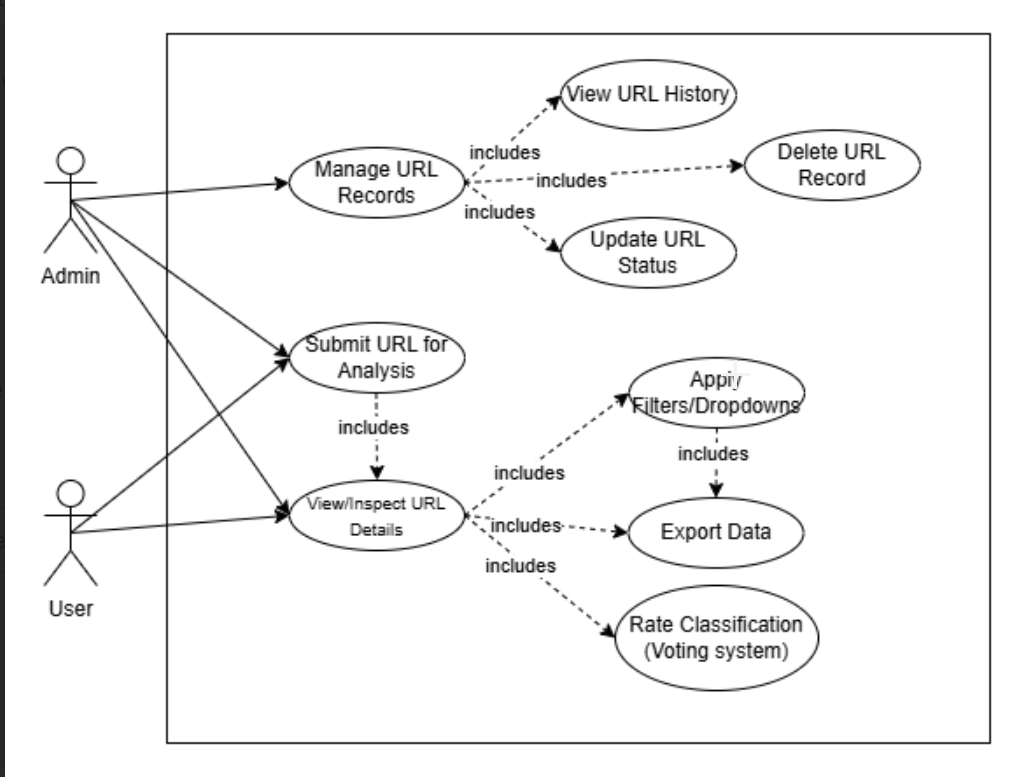 View URL History
Delete URL
Record
includes
Manage URL
Records
includes
includes
Update URL
Status
Admin
Submit URL for
Analysis
includes
Apply
Filters/Dropdowns
includes
includes
View/Inspect URL
Details
includes
Export Data
includes
Rate Classification
(Voting system)
User